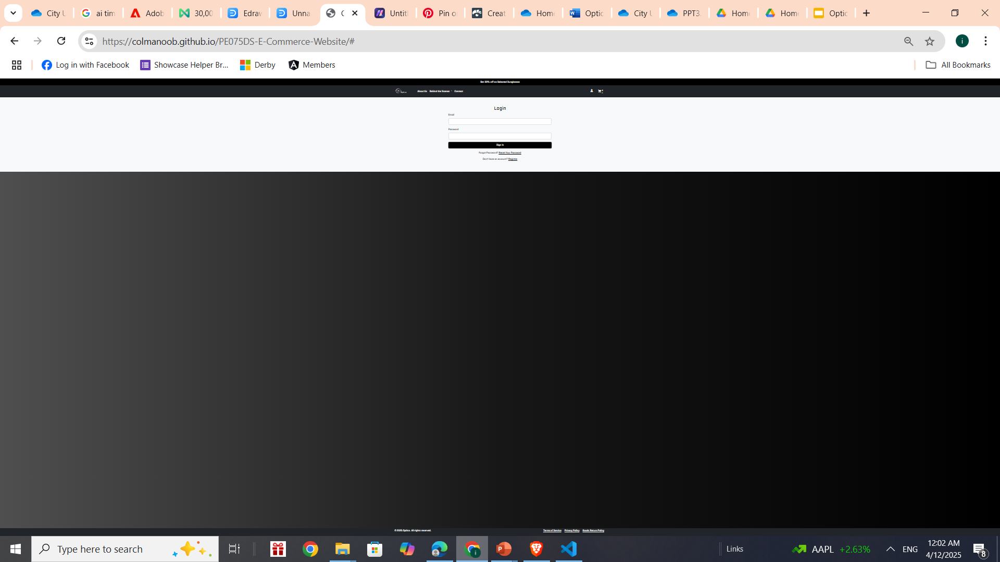 City U
ai tim
Adob
30,00
Edraw
Unna
Untitl
Pin o
Creat
Home
Optic
City U
PPT3.
Home
Home
Optic
https://colmanoob.github.io/PE075DS-E-Commerce-Website/#
i
Log in with Facebook
Showcase Helper Br...
Derby
Members
All Bookmarks
Get 30% off on Selected Sunglasses
About Us Behind the Scenes Contact
Login
Email
Password
Sign In
Forgot Password? Reset Your Password
Don't have an account? Register
© 2025 Optica. All rights reserved.
Terms of Service Privacy Policy Goods Return Policy
Type here to search
Links
AAPL +2.63%
ENG
12:02 AM
4/12/2025
8